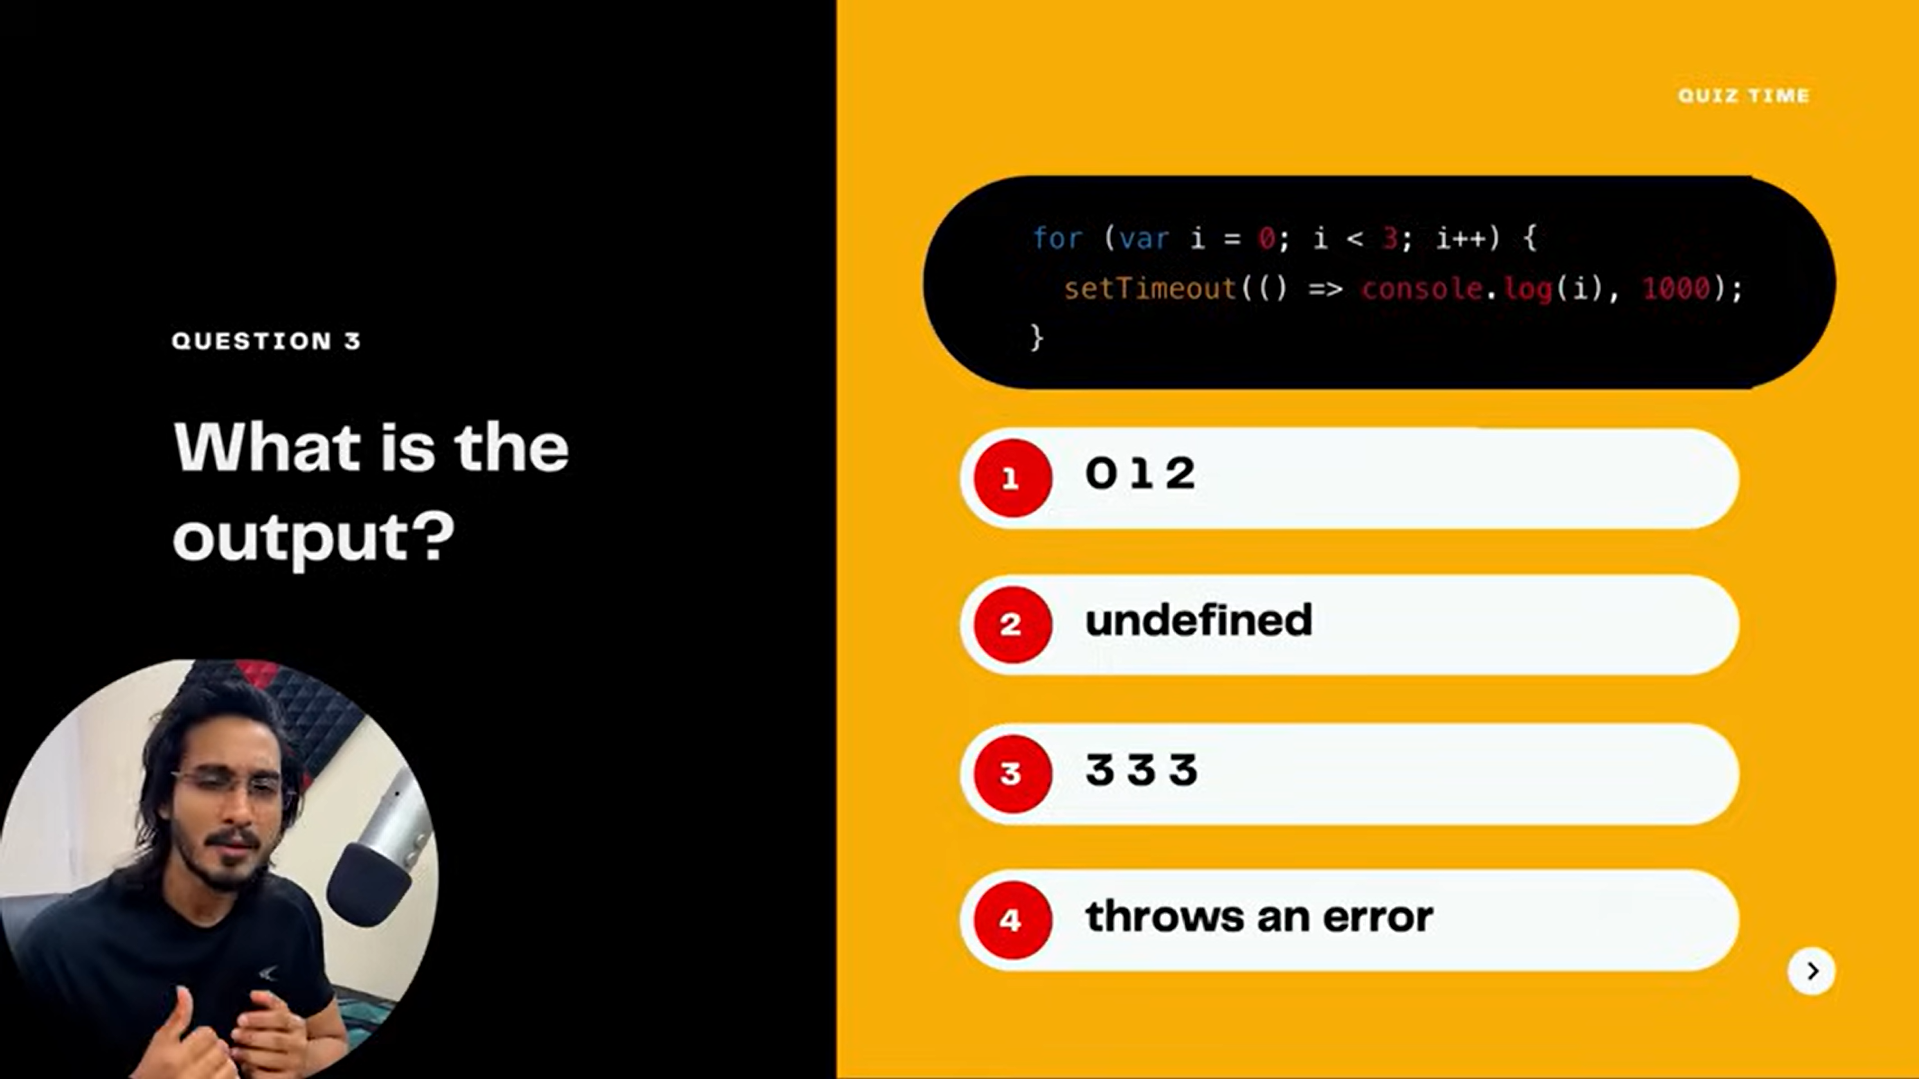 QUIZ TIME
QUESTION 3
What is the
output?
for (var i = 0; i < 3; i++) {
  setTimeout(() => console.log(i), 1000);
}
1 0 1 2
2 undefined
3 3 3 3
4 throws an error